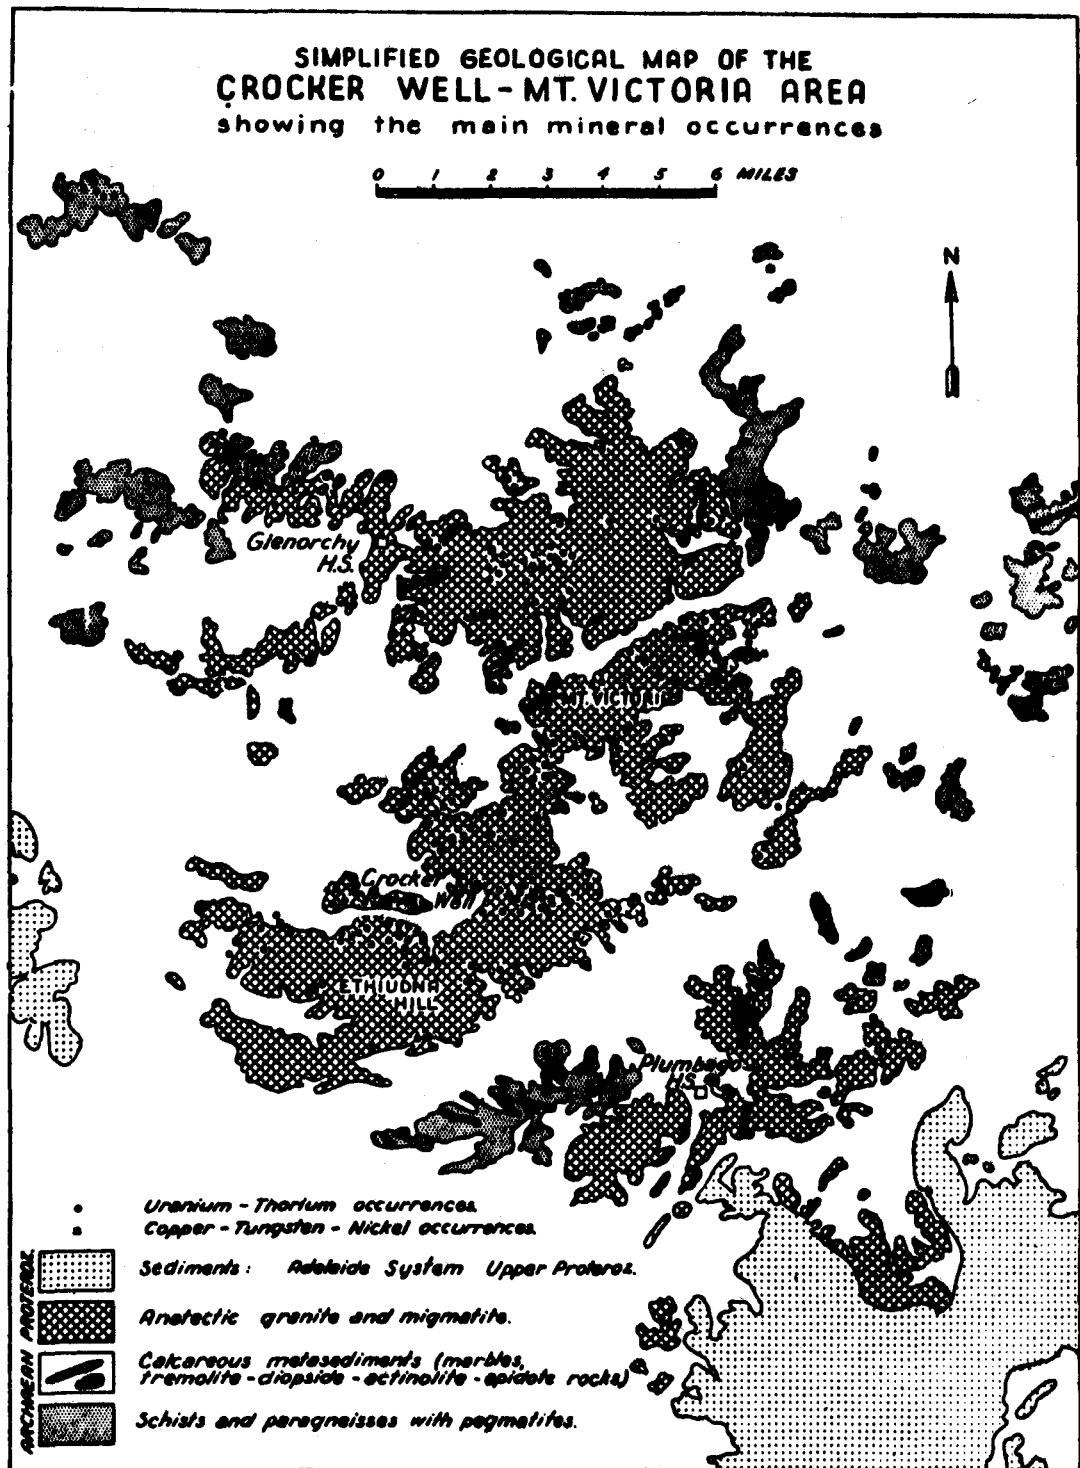 SIMPLIFIED GEOLOGICAL MAP OF THE
CROCKER WELL-MT. VICTORIA AREA
showing the main mineral occurrences
0 1 2 3 4 5 6 MILES
N
Glenorchy
H.S.
MT. VICTORIA
Crocker
Well
ETHIUDNA
HILL
Plumbago
H.S.
Uranium-Thorium occurrences.
Copper-Tungsten-Nickel occurrences.
Sediments: Adelaide System Upper Proteroz.
Anatectic granite and migmatite.
Calcareous metasediments (marbles,
tremolite-diopside-actinolite-epidote rocks)
Schists and paragneisses with pegmatites.
ARCHAEAN PROTEROZ.